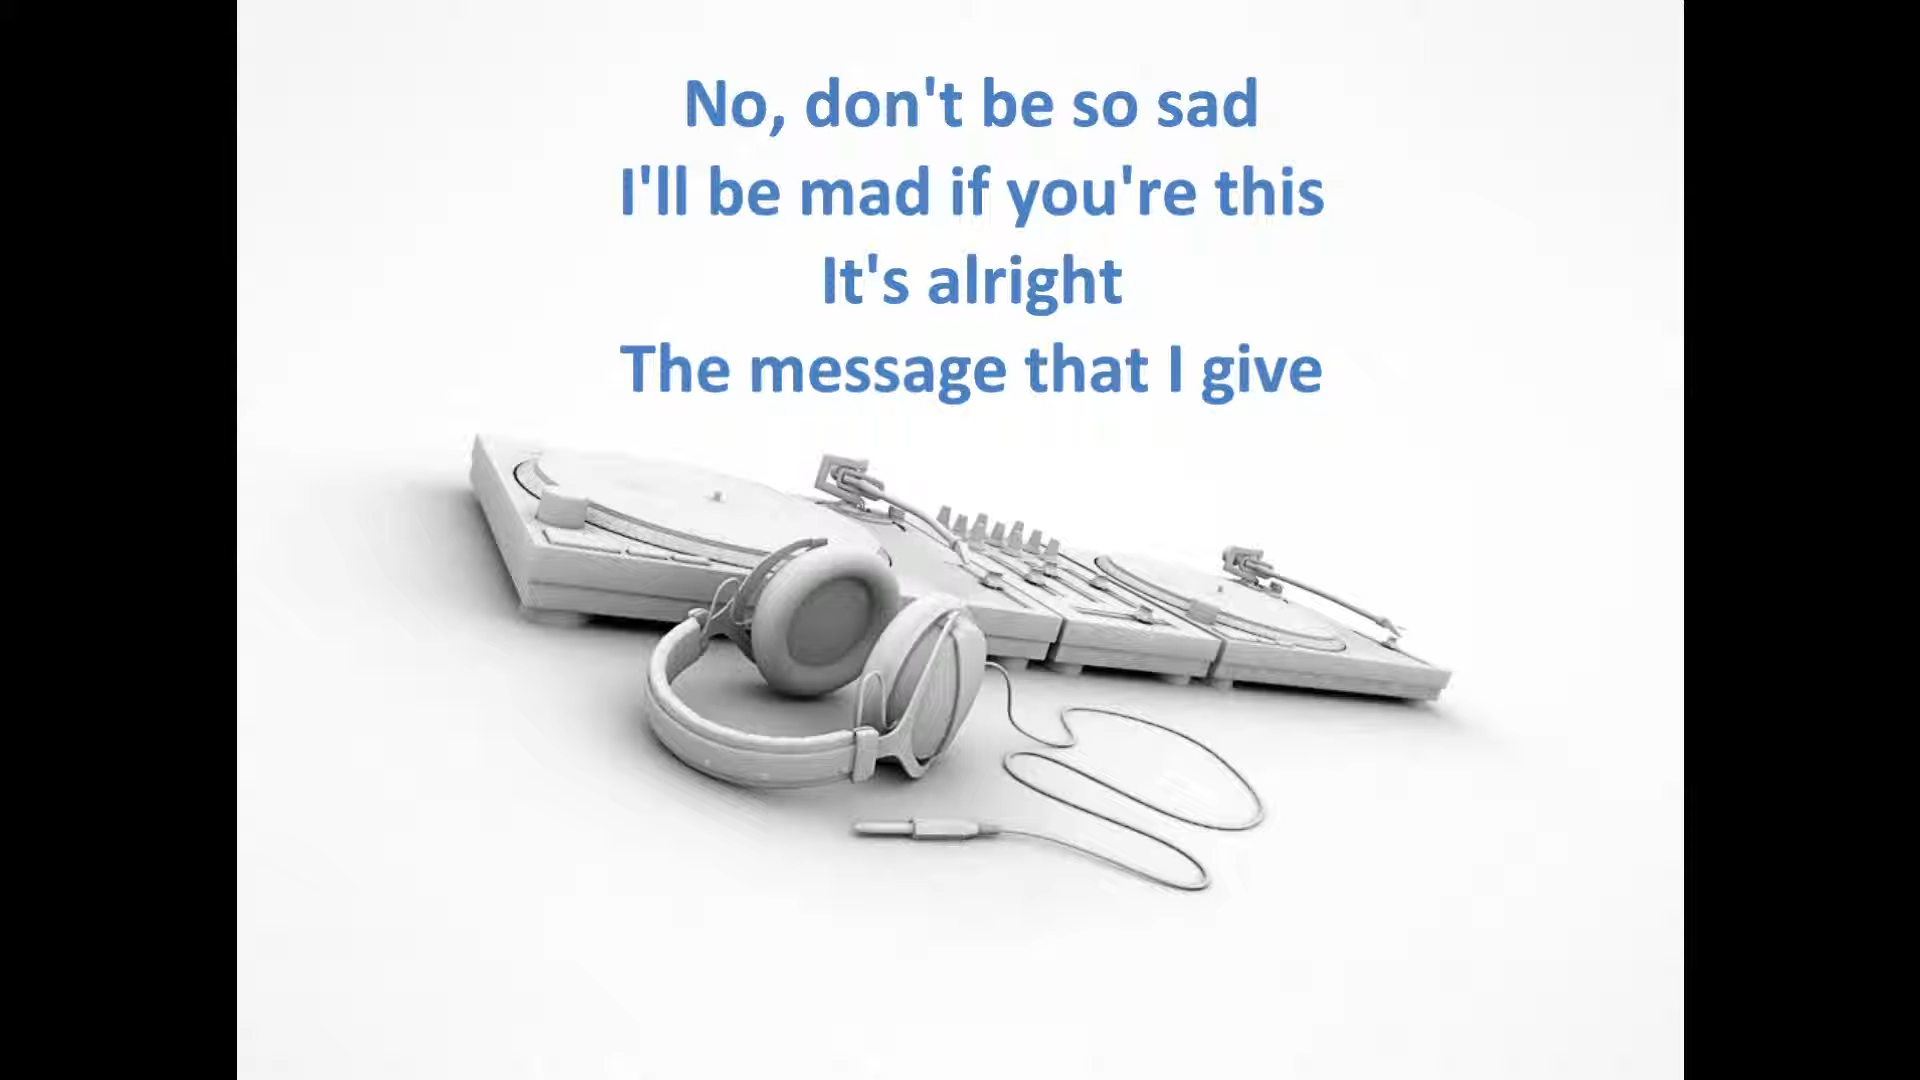 No, don't be so sad
I'll be mad if you're this
It's alright
The message that I give